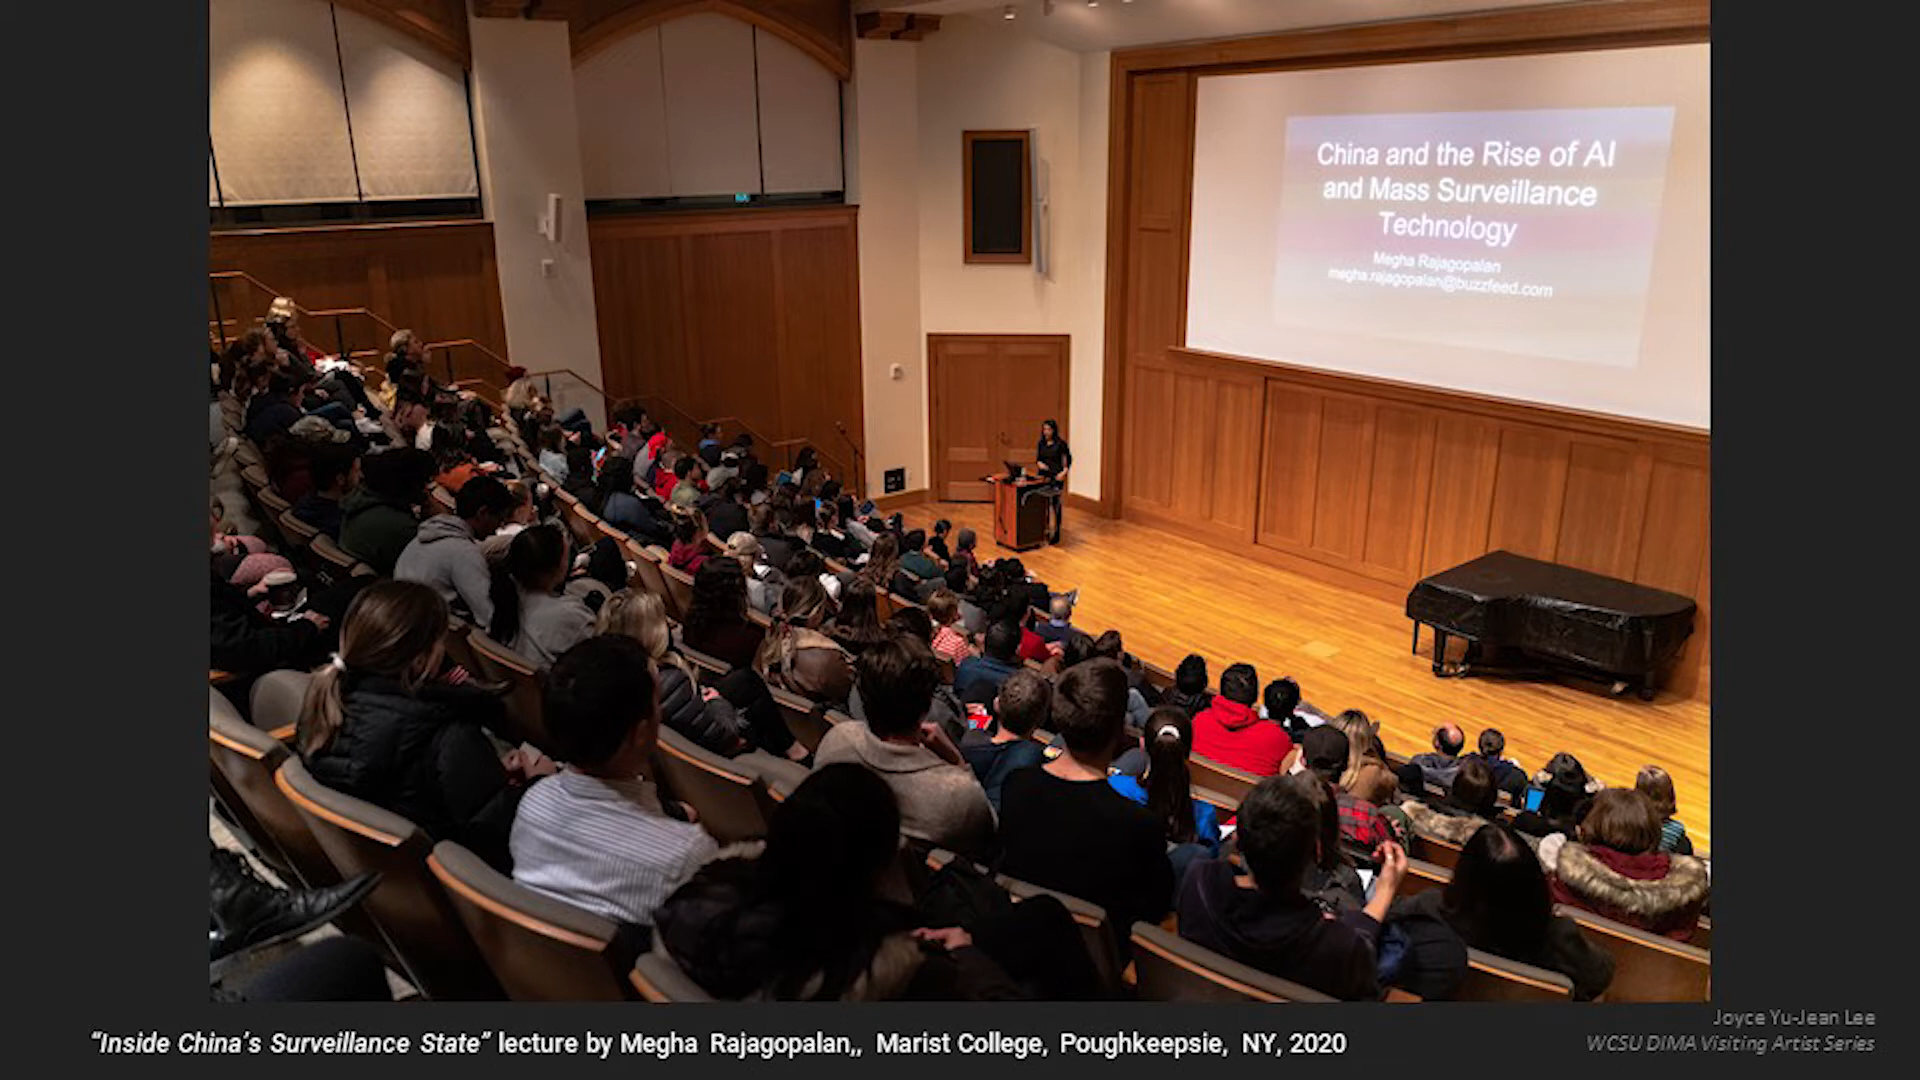 China and the Rise of AI
and Mass Surveillance
Technology
Megha Rajagopalan
megha.rajagopalan@buzzfeed.com
“Inside China’s Surveillance State” lecture by Megha Rajagopalan,, Marist College, Poughkeepsie, NY, 2020
Joyce Yu-Jean Lee
WCSU DIMA Visiting Artist Series